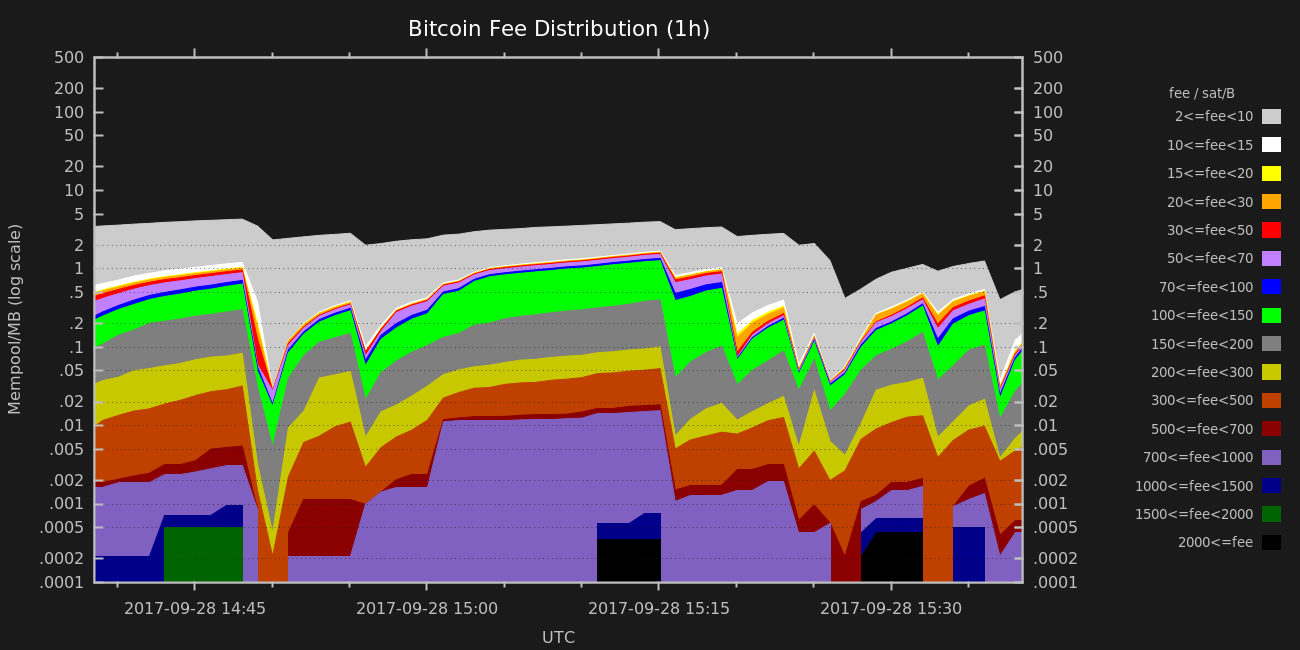 Bitcoin Fee Distribution (1h)
500 500
200 200
100 100
50 50
20 20
10 10
5 5
2 2
1 1
.5 .5
.2 .2
.1 .1
.05 .05
.02 .02
.01 .01
.005 .005
.002 .002
.001 .001
.0005 .0005
.0002 .0002
.0001 .0001
Mempool/MB (log scale)
2017-09-28 14:45 2017-09-28 15:00 2017-09-28 15:15 2017-09-28 15:30
UTC
fee / sat/B
2<=fee<10
10<=fee<15
15<=fee<20
20<=fee<30
30<=fee<50
50<=fee<70
70<=fee<100
100<=fee<150
150<=fee<200
200<=fee<300
300<=fee<500
500<=fee<700
700<=fee<1000
1000<=fee<1500
1500<=fee<2000
2000<=fee